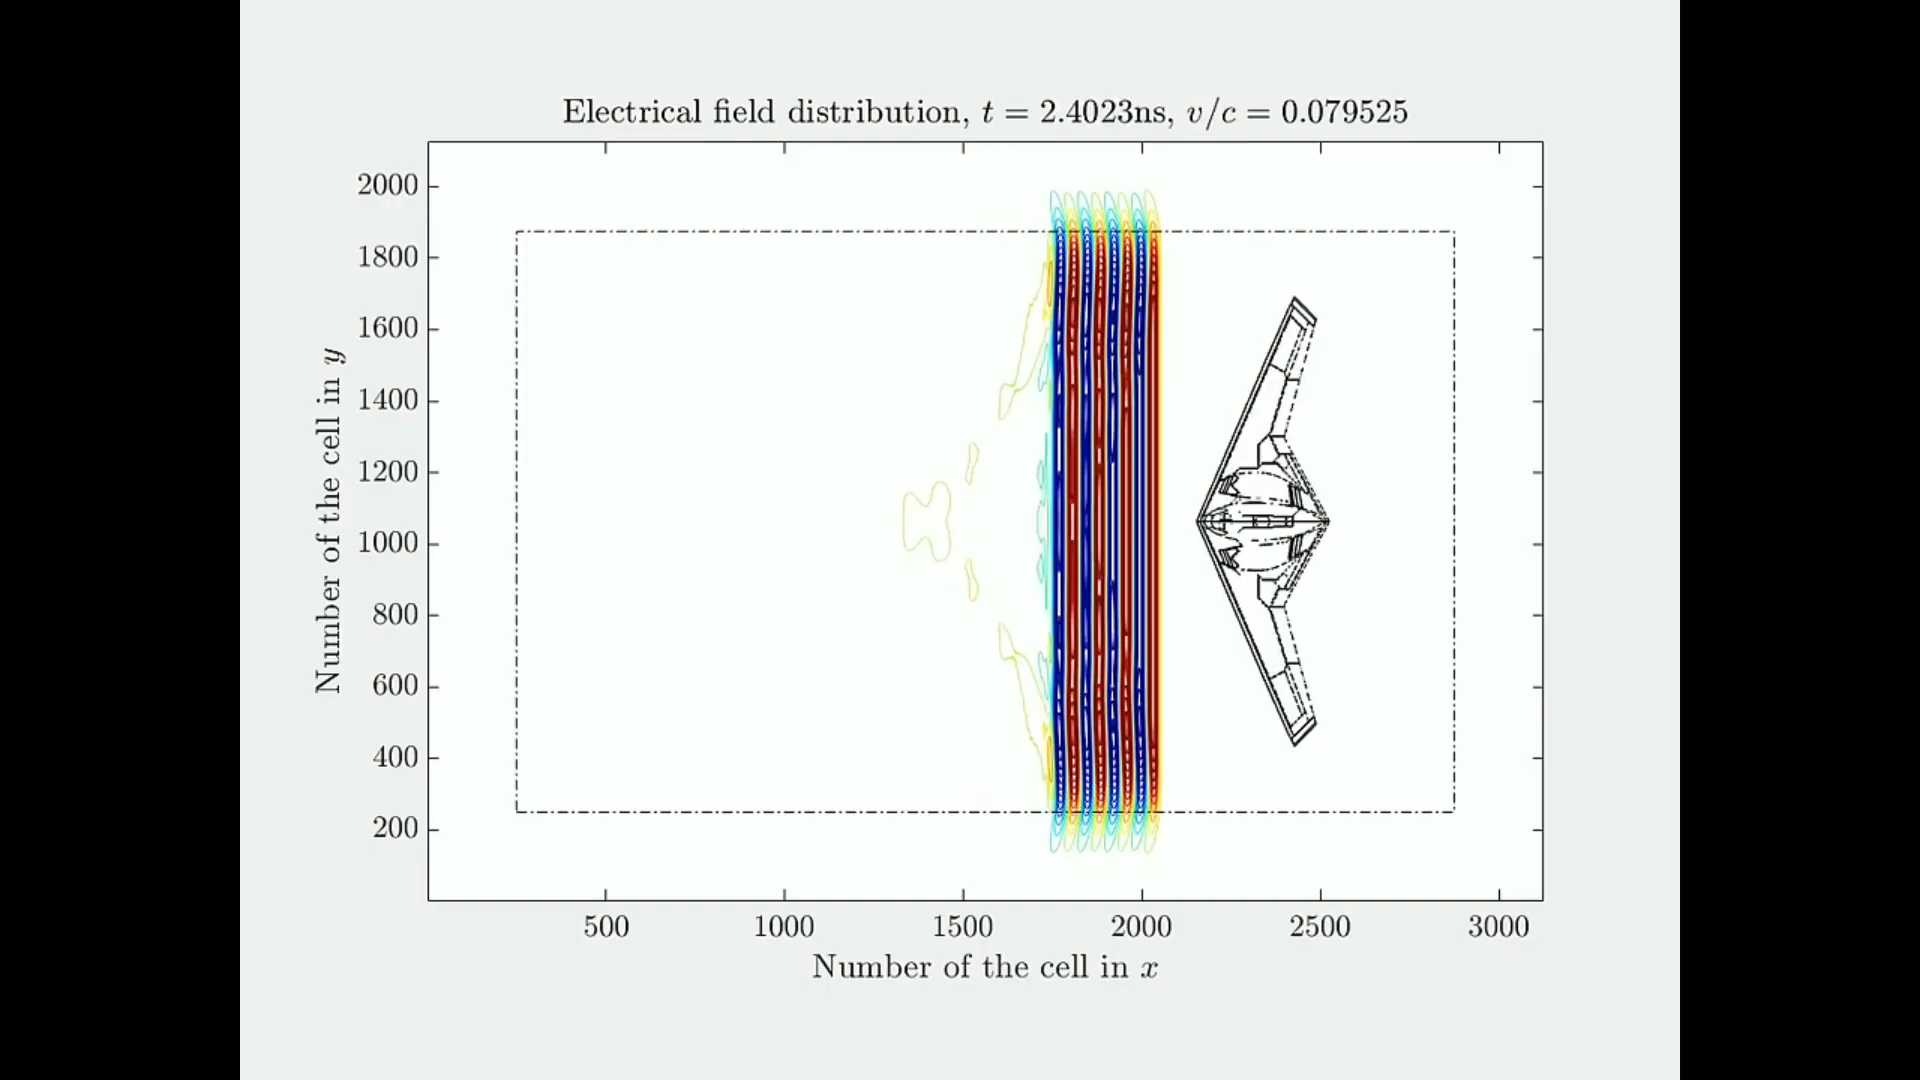 Electrical field distribution, t = 2.4023ns, v/c = 0.079525
2000
1800
1600
1400
1200
1000
800
600
400
200
Number of the cell in y
500 1000 1500 2000 2500 3000
Number of the cell in x